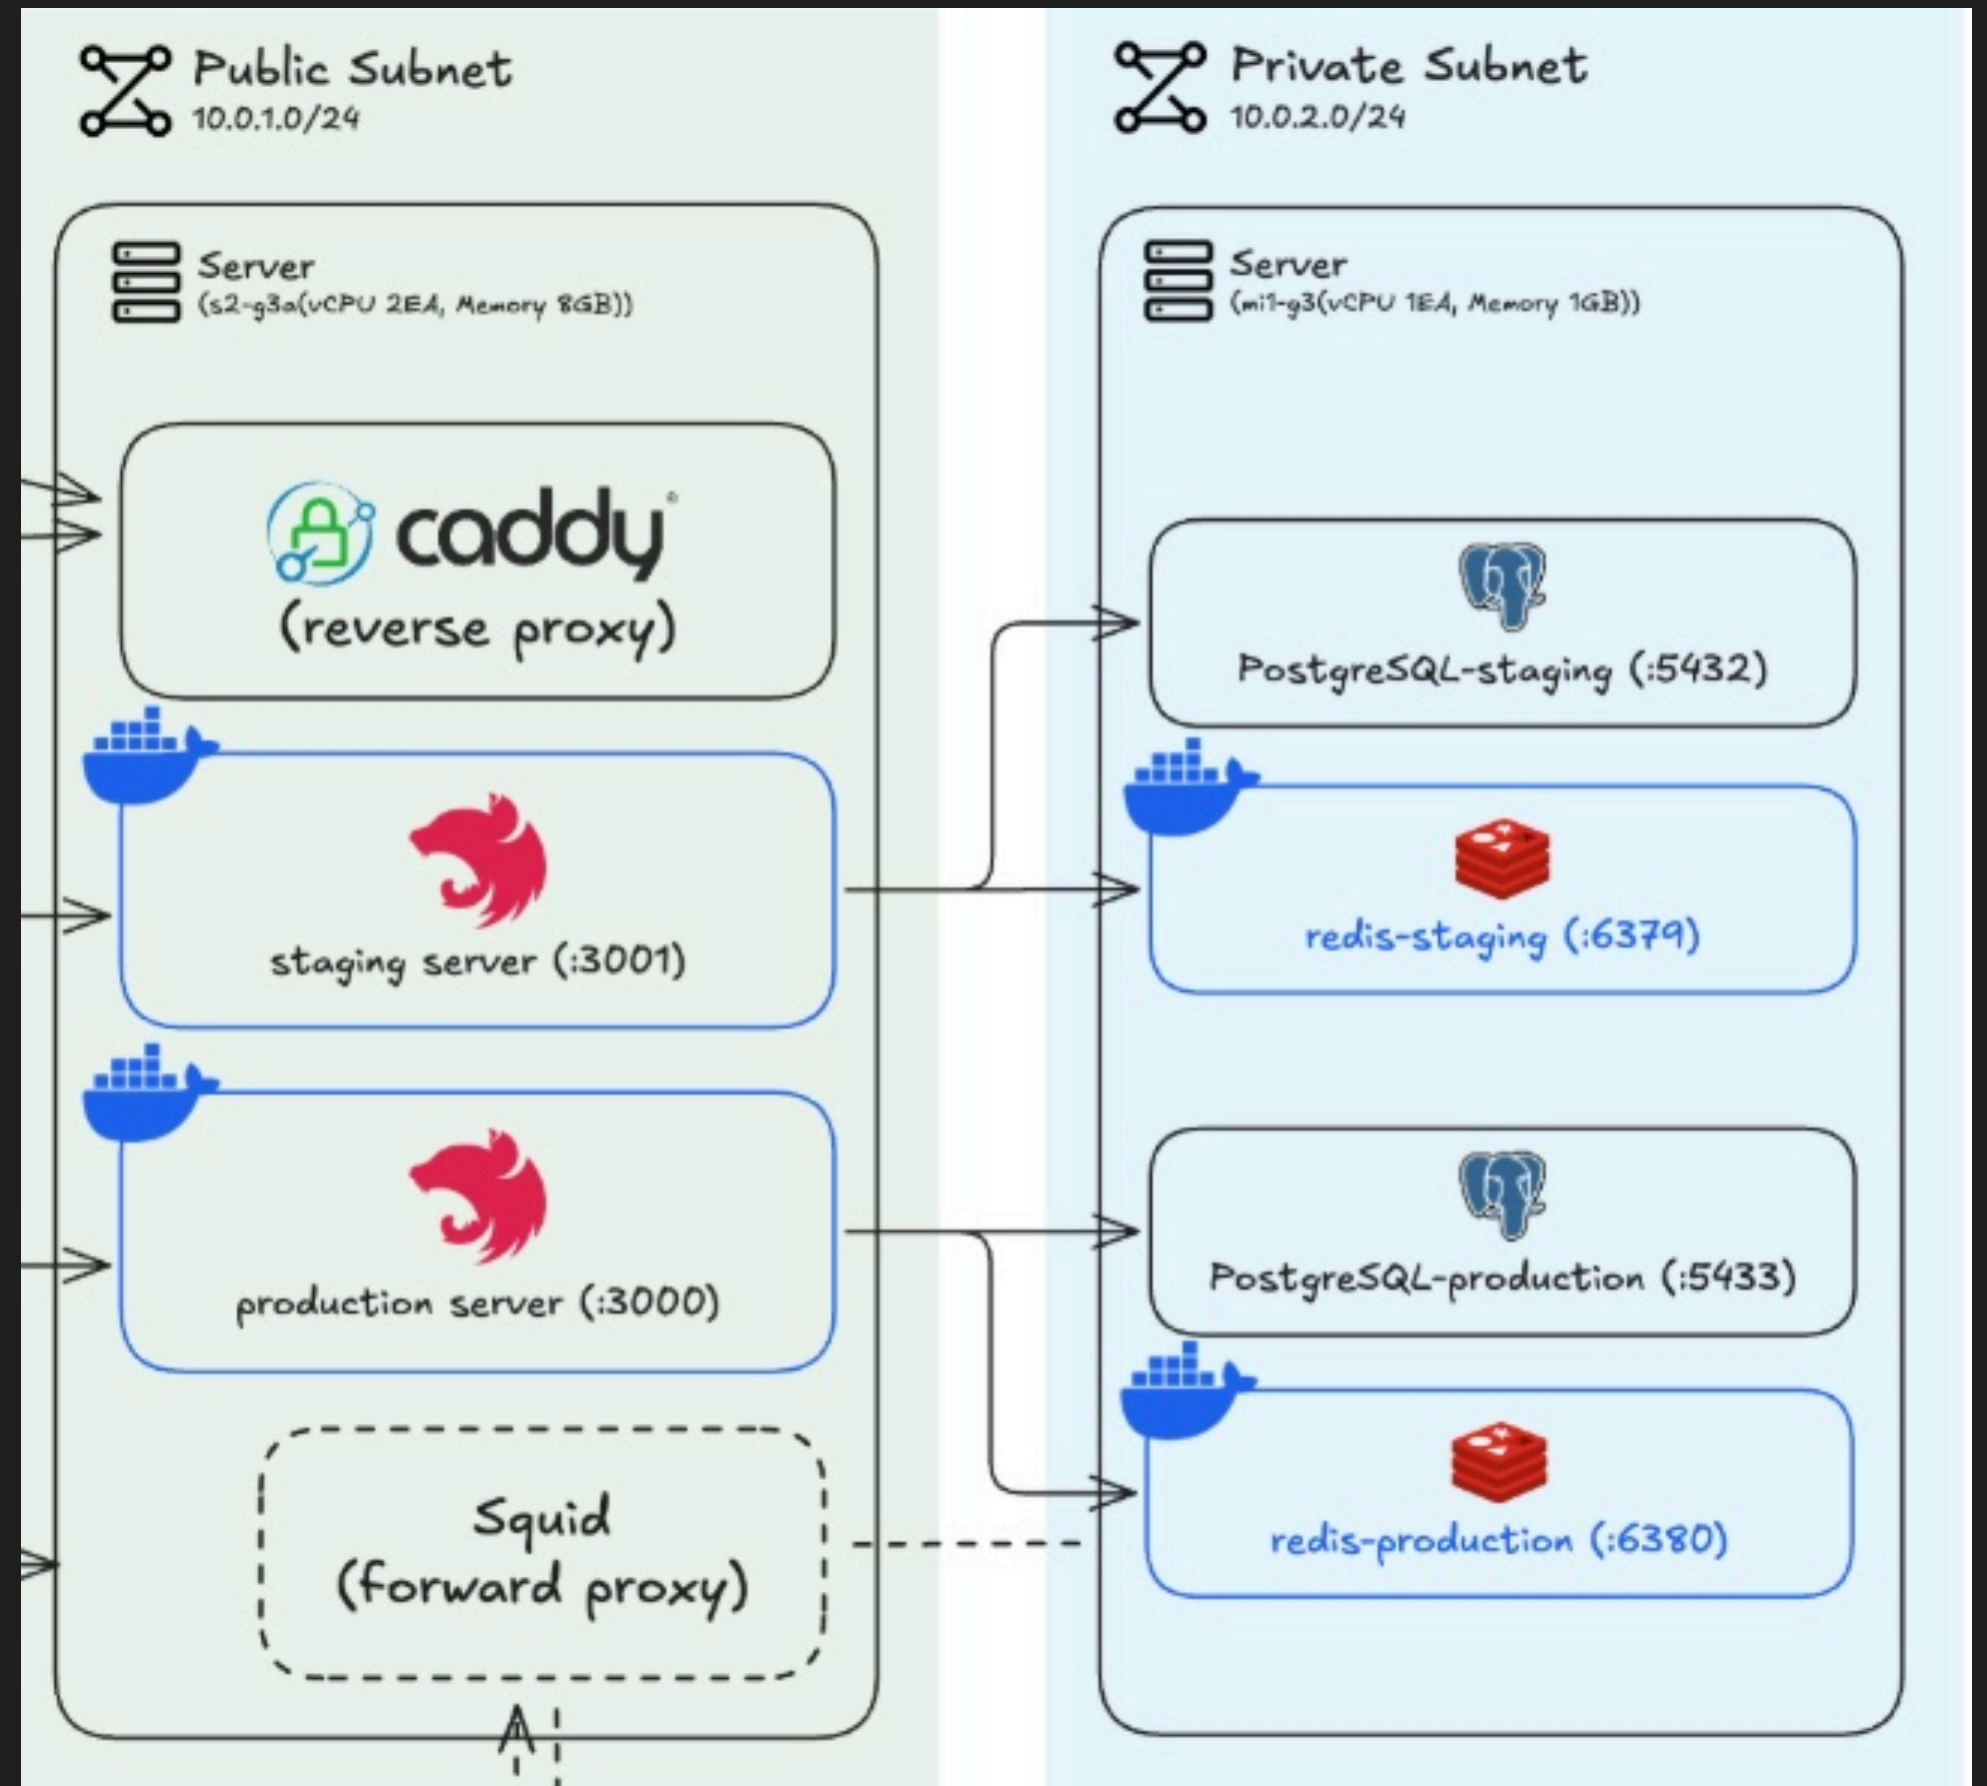 Public Subnet
10.0.1.0/24
Server
(s2-g3a(vCPU 2EA, Memory 8GB))
caddy®
(reverse proxy)
staging server (:3001)
production server (:3000)
Squid
(forward proxy)
Private Subnet
10.0.2.0/24
Server
(mi1-g3(vCPU 1EA, Memory 1GB))
PostgreSQL-staging (:5432)
redis-staging (:6379)
PostgreSQL-production (:5433)
redis-production (:6380)